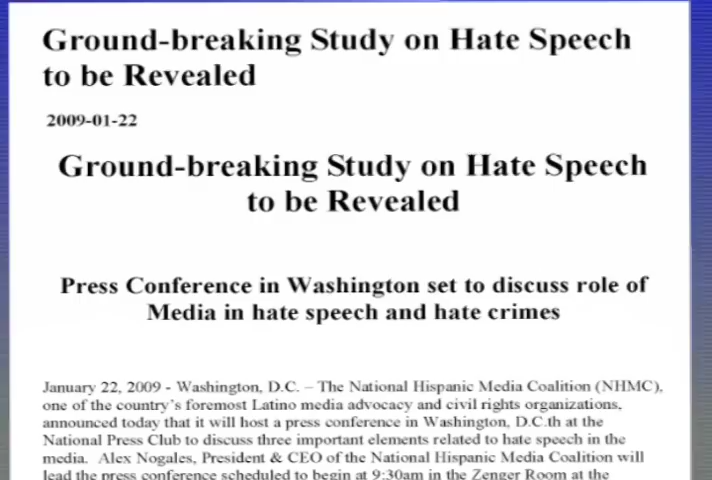 Ground-breaking Study on Hate Speech
to be Revealed
2009-01-22
Ground-breaking Study on Hate Speech
to be Revealed
Press Conference in Washington set to discuss role of
Media in hate speech and hate crimes
January 22, 2009 - Washington, D.C. – The National Hispanic Media Coalition (NHMC),
one of the country's foremost Latino media advocacy and civil rights organizations,
announced today that it will host a press conference in Washington, D.C.th at the
National Press Club to discuss three important elements related to hate speech in the
media. Alex Nogales, President & CEO of the National Hispanic Media Coalition will
lead the press conference scheduled to begin at 9:30am in the Zenger Room at the